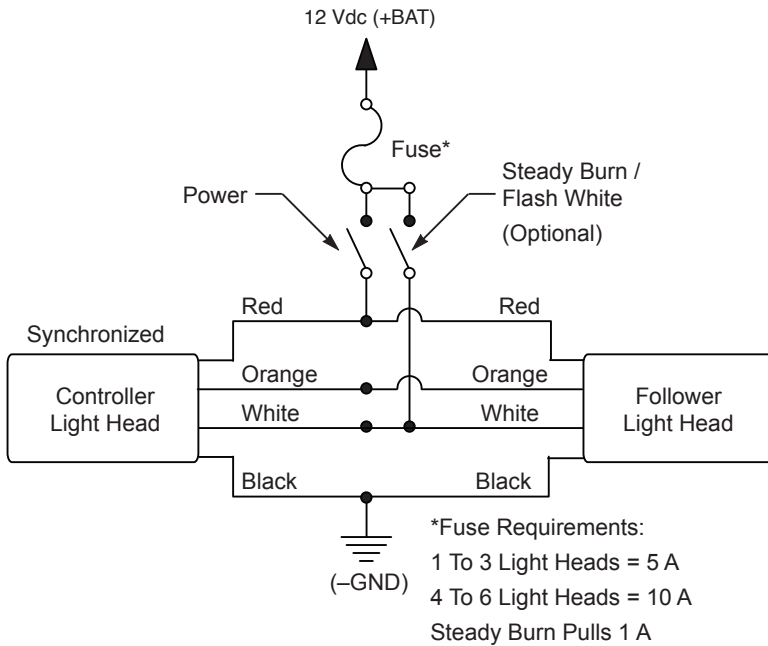 12 Vdc (+BAT)
Fuse*
Power
Steady Burn /
Flash White
(Optional)
Red
Red
Synchronized
Controller
Light Head
Orange
Orange
White
White
Follower
Light Head
Black
Black
(–GND)
*Fuse Requirements:
1 To 3 Light Heads = 5 A
4 To 6 Light Heads = 10 A
Steady Burn Pulls 1 A